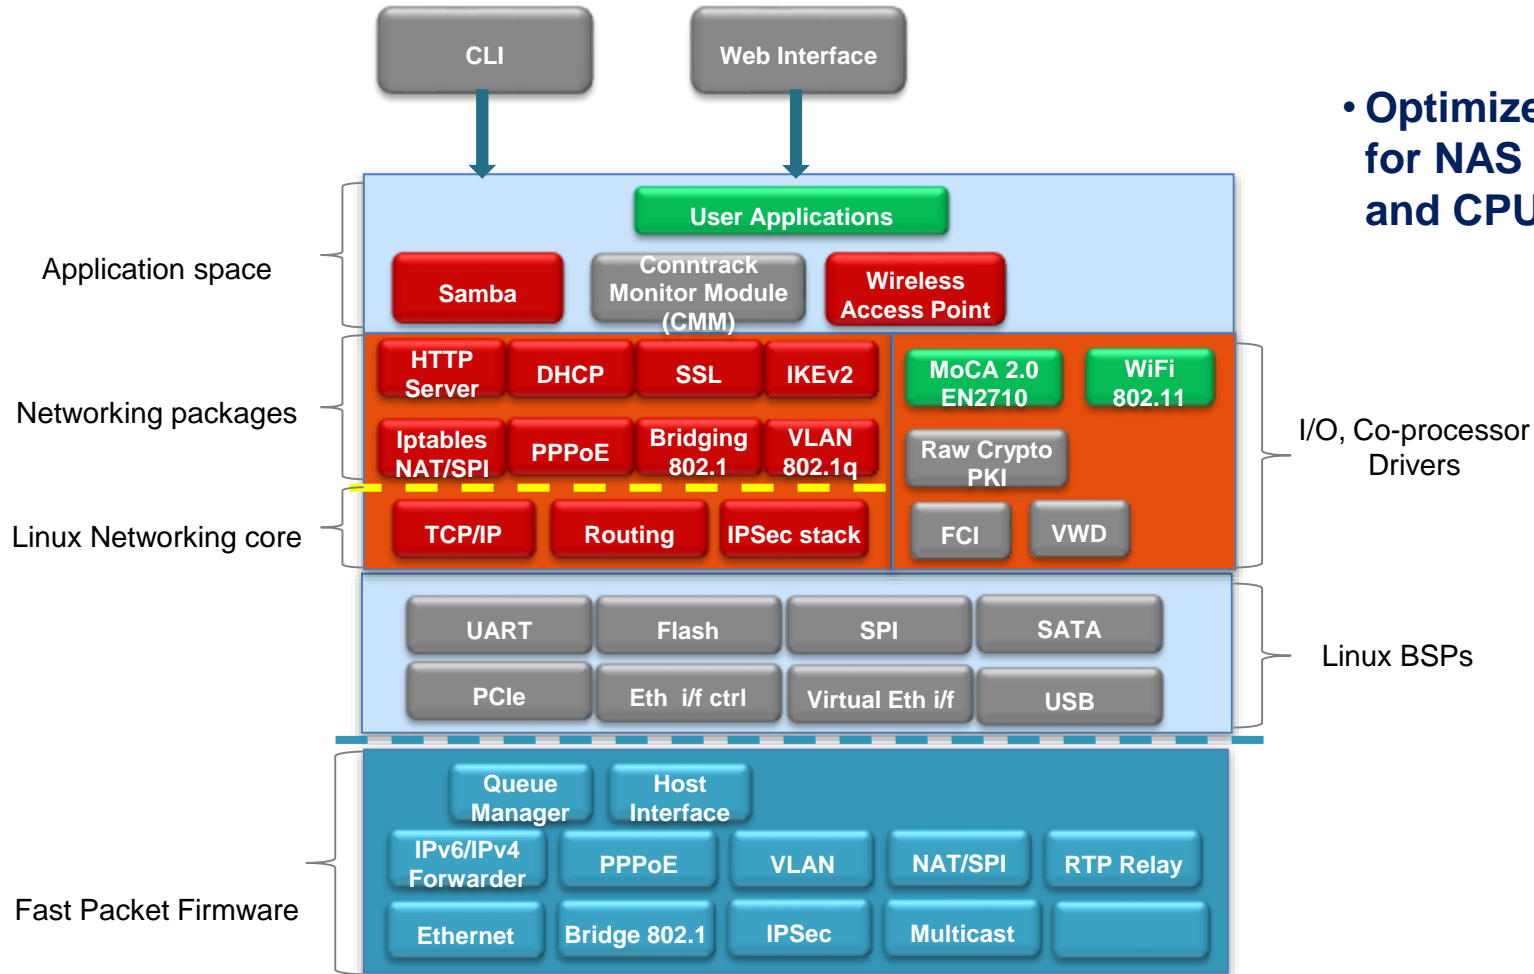 CLI
Web Interface
• Optimize
for NAS
and CPU
Application space
User Applications
Samba
Conntrack
Monitor Module
(CMM)
Wireless
Access Point
Networking packages
HTTP
Server
DHCP
SSL
IKEv2
Iptables
NAT/SPI
PPPoE
Bridging
802.1
VLAN
802.1q
MoCA 2.0
EN2710
WiFi
802.11
Raw Crypto
PKI
FCI
VWD
I/O, Co-processor
Drivers
Linux Networking core
TCP/IP
Routing
IPSec stack
UART
Flash
SPI
SATA
PCIe
Eth i/f ctrl
Virtual Eth i/f
USB
Linux BSPs
Fast Packet Firmware
Queue
Manager
Host
Interface
IPv6/IPv4
Forwarder
PPPoE
VLAN
NAT/SPI
RTP Relay
Ethernet
Bridge 802.1
IPSec
Multicast